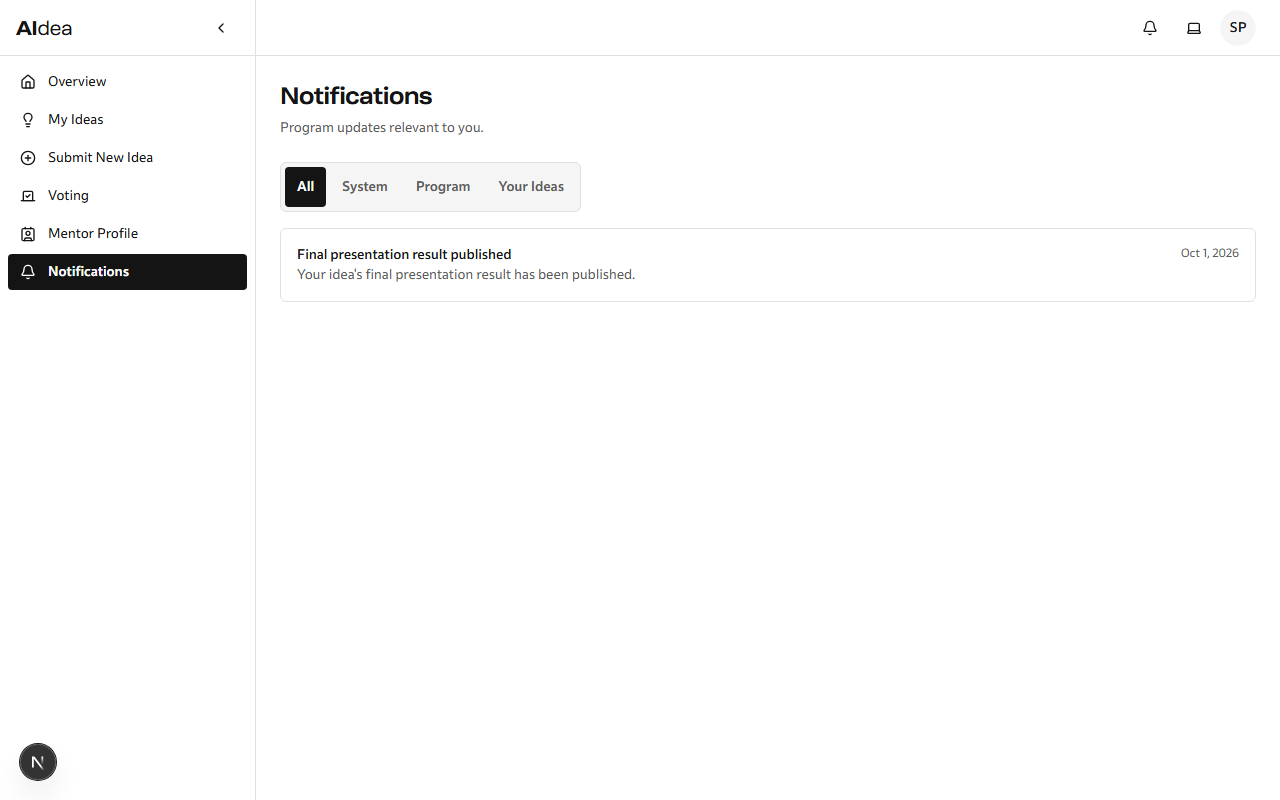 AIdea
SP
Overview
My Ideas
Submit New Idea
Voting
Mentor Profile
Notifications
Notifications
Program updates relevant to you.
All System Program Your Ideas
Final presentation result published Oct 1, 2026
Your idea's final presentation result has been published.
N